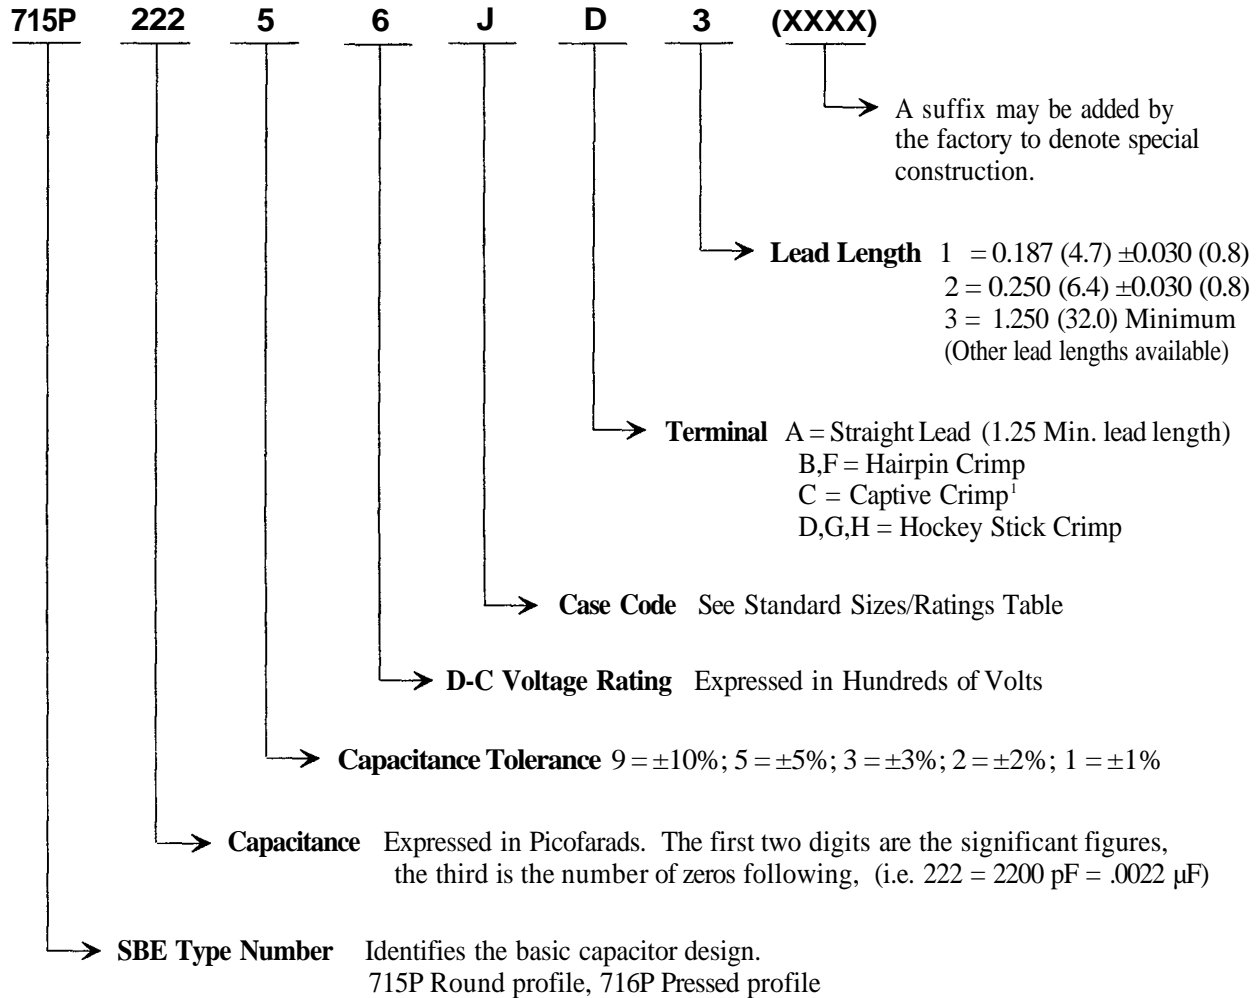 715P 222 5 6 J D 3 (XXXX)
A suffix may be added by
the factory to denote special
construction.
Lead Length 1 = 0.187 (4.7) ±0.030 (0.8)
2 = 0.250 (6.4) ±0.030 (0.8)
3 = 1.250 (32.0) Minimum
(Other lead lengths available)
Terminal A = Straight Lead (1.25 Min. lead length)
B,F = Hairpin Crimp
C = Captive Crimp¹
D,G,H = Hockey Stick Crimp
Case Code See Standard Sizes/Ratings Table
D-C Voltage Rating Expressed in Hundreds of Volts
Capacitance Tolerance 9 = ±10%; 5 = ±5%; 3 = ±3%; 2 = ±2%; 1 = ±1%
Capacitance Expressed in Picofarads. The first two digits are the significant figures,
the third is the number of zeros following, (i.e. 222 = 2200 pF = .0022 µF)
SBE Type Number Identifies the basic capacitor design.
715P Round profile, 716P Pressed profile